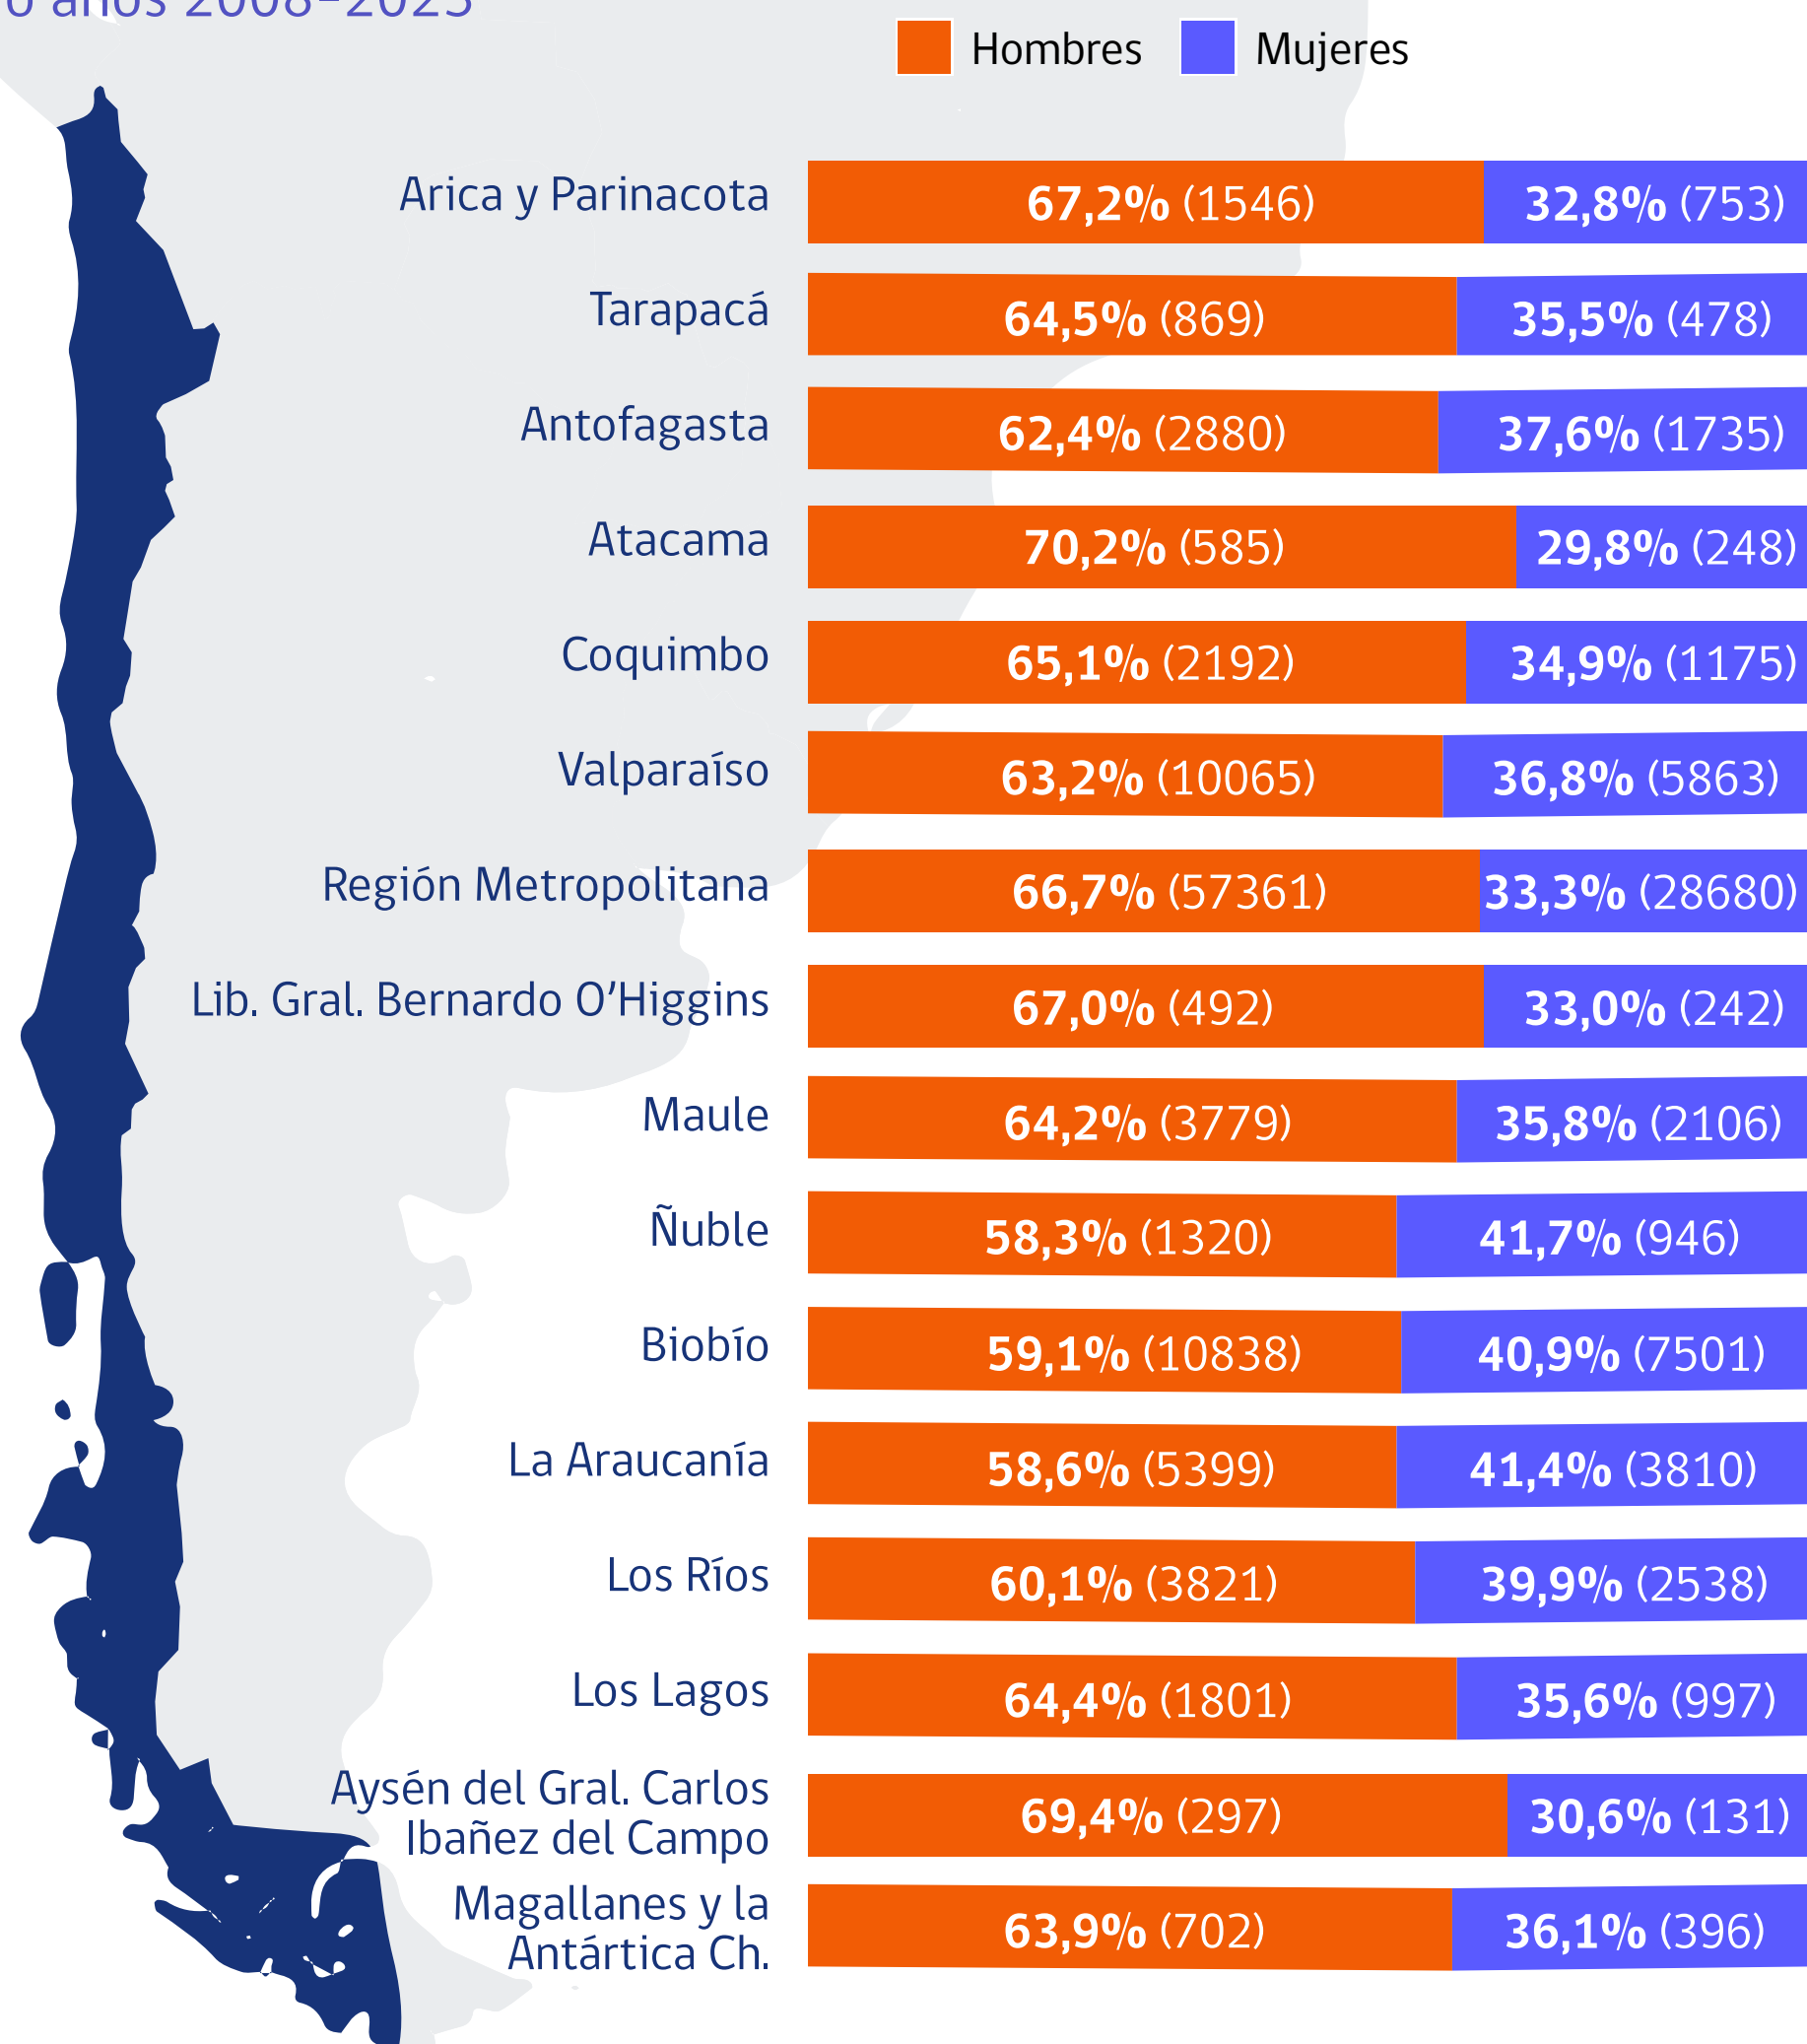 años 2008-2023
Hombres Mujeres
Arica y Parinacota 67,2% (1546) 32,8% (753)
Tarapacá 64,5% (869) 35,5% (478)
Antofagasta 62,4% (2880) 37,6% (1735)
Atacama 70,2% (585) 29,8% (248)
Coquimbo 65,1% (2192) 34,9% (1175)
Valparaíso 63,2% (10065) 36,8% (5863)
Región Metropolitana 66,7% (57361) 33,3% (28680)
Lib. Gral. Bernardo O’Higgins 67,0% (492) 33,0% (242)
Maule 64,2% (3779) 35,8% (2106)
Ñuble 58,3% (1320) 41,7% (946)
Biobío 59,1% (10838) 40,9% (7501)
La Araucanía 58,6% (5399) 41,4% (3810)
Los Ríos 60,1% (3821) 39,9% (2538)
Los Lagos 64,4% (1801) 35,6% (997)
Aysén del Gral. Carlos
Ibañez del Campo 69,4% (297) 30,6% (131)
Magallanes y la
Antártica Ch. 63,9% (702) 36,1% (396)